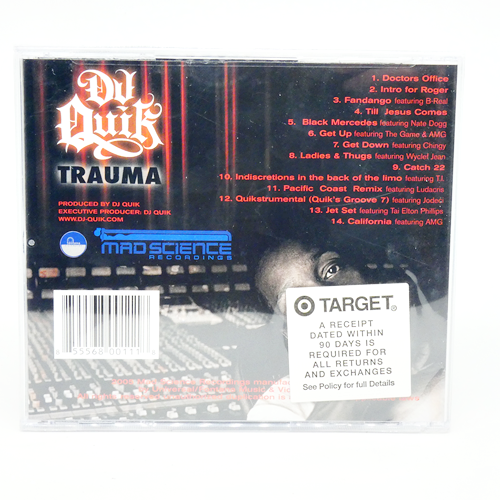 DJ
Quik
TRAUMA
PRODUCED BY DJ QUIK
EXECUTIVE PRODUCER: DJ QUIK
WWW.DJ-QUIK.COM
MAD SCIENCE
RECORDINGS
1. Doctors Office
2. Intro for Roger
3. Fandango featuring B-Real
4. Till Jesus Comes
5. Black Mercedes featuring Nate Dogg
6. Get Up featuring The Game & AMG
7. Get Down featuring Chingy
8. Ladies & Thugs featuring Wyclef Jean
9. Catch 22
10. Indiscretions in the back of the limo featuring T.I.
11. Pacific Coast Remix featuring Ludacris
12. Quikstrumental (Quik's Groove 7) featuring Jodeci
13. Jet Set featuring Tai Elton Phillips
14. California featuring AMG
TARGET
A RECEIPT
DATED WITHIN
90 DAYS IS
REQUIRED FOR
ALL RETURNS
AND EXCHANGES
See Policy for full Details